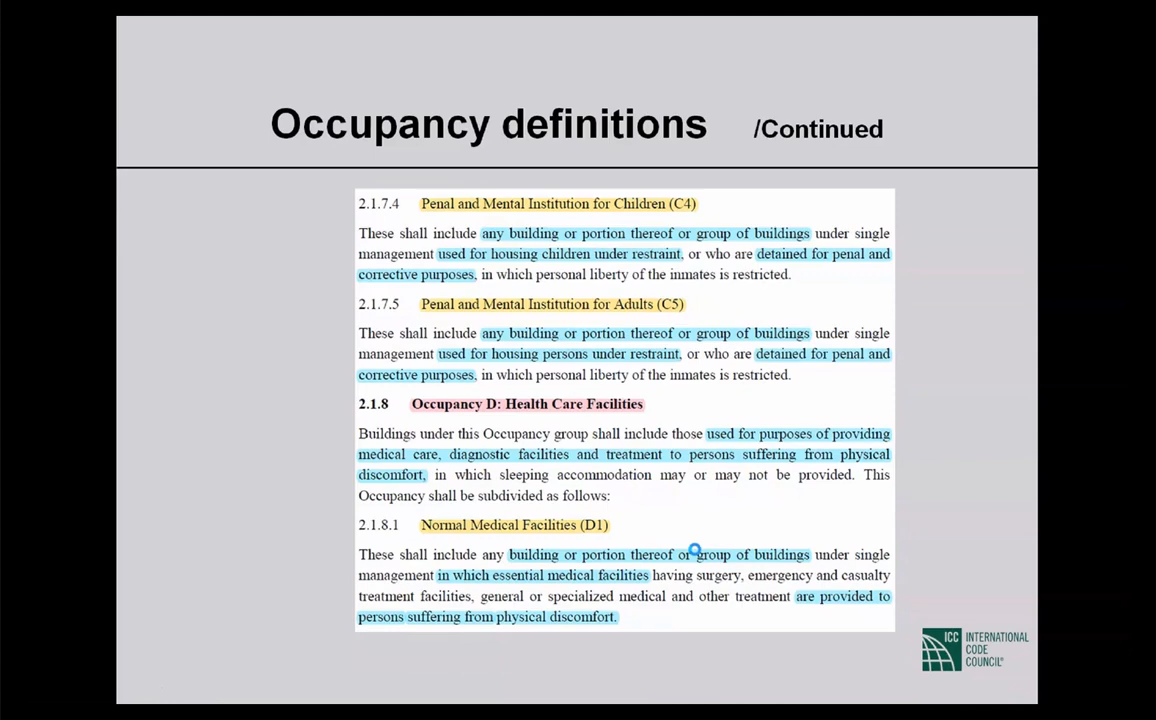 Occupancy definitions /Continued
2.1.7.4 Penal and Mental Institution for Children (C4)
These shall include any building or portion thereof or group of buildings under single
management used for housing children under restraint, or who are detained for penal and
corrective purposes, in which personal liberty of the inmates is restricted.
2.1.7.5 Penal and Mental Institution for Adults (C5)
These shall include any building or portion thereof or group of buildings under single
management used for housing persons under restraint, or who are detained for penal and
corrective purposes, in which personal liberty of the inmates is restricted.
2.1.8 Occupancy D: Health Care Facilities
Buildings under this Occupancy group shall include those used for purposes of providing
medical care, diagnostic facilities and treatment to persons suffering from physical
discomfort, in which sleeping accommodation may or may not be provided. This
Occupancy shall be subdivided as follows:
2.1.8.1 Normal Medical Facilities (D1)
These shall include any building or portion thereof or group of buildings under single
management in which essential medical facilities having surgery, emergency and casualty
treatment facilities, general or specialized medical and other treatment are provided to
persons suffering from physical discomfort.
ICC INTERNATIONAL
CODE
COUNCIL®